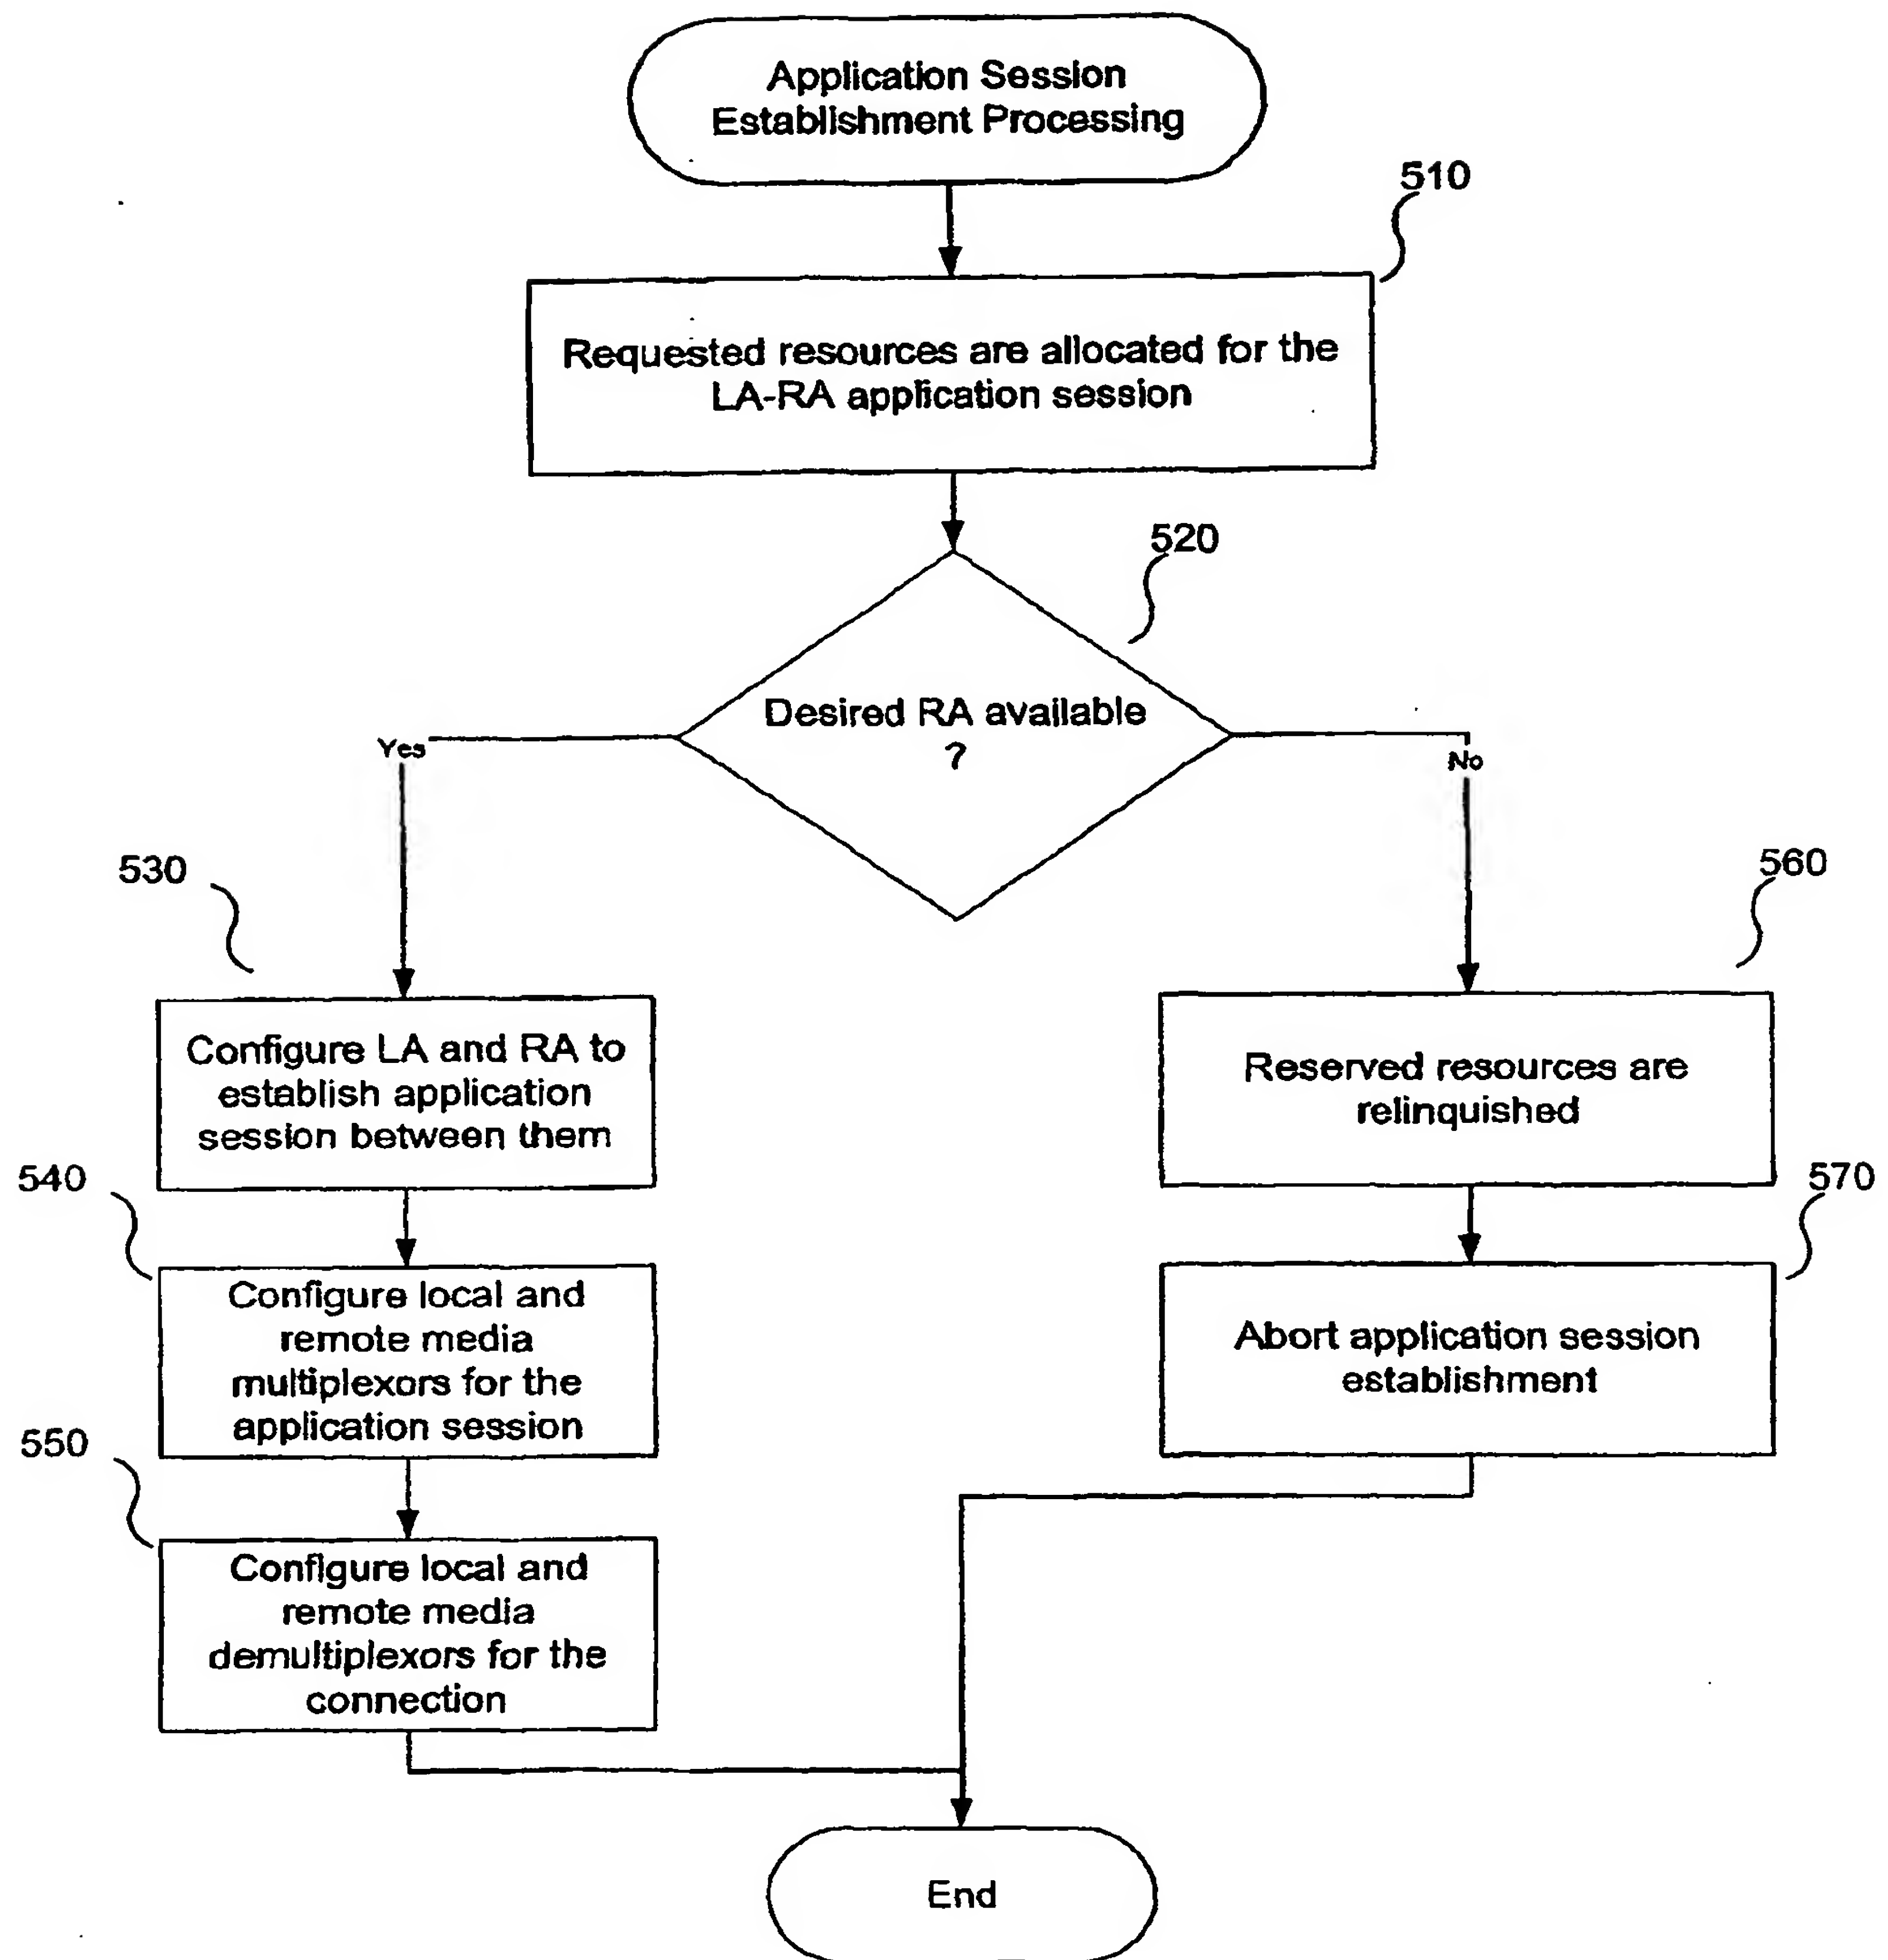 Application Session
Establishment Processing
510
Requested resources are allocated for the
LA-RA application session
520
Desired RA available
?
Yes
No
530
Configure LA and RA to
establish application
session between them
560
Reserved resources are
relinquished
540
Configure local and
remote media
multiplexors for the
application session
570
Abort application session
establishment
550
Configure local and
remote media
demultiplexors for the
connection
End